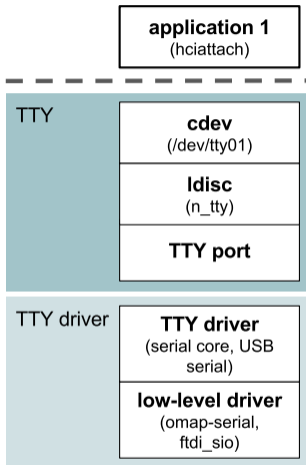 application 1
(hciattach)
TTY
cdev
(/dev/tty01)
ldisc
(n_tty)
TTY port
TTY driver
TTY driver
(serial core, USB
serial)
low-level driver
(omap-serial,
ftdi_sio)